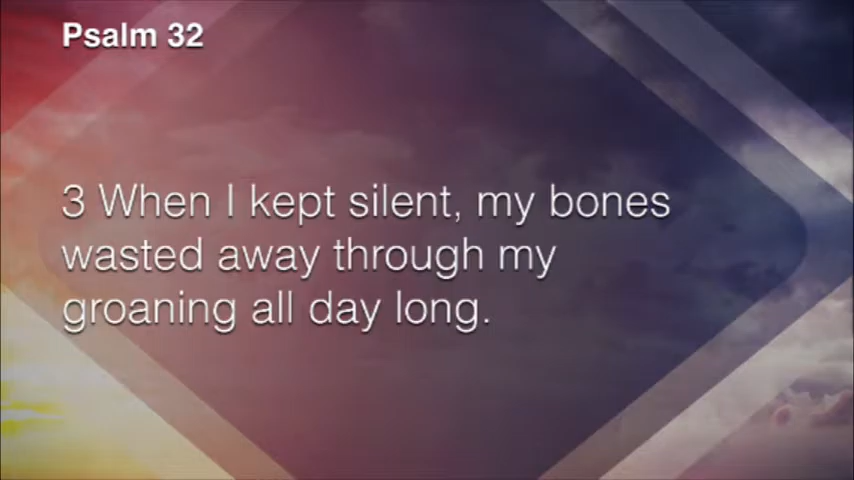 Psalm 32
3 When I kept silent, my bones
wasted away through my
groaning all day long.